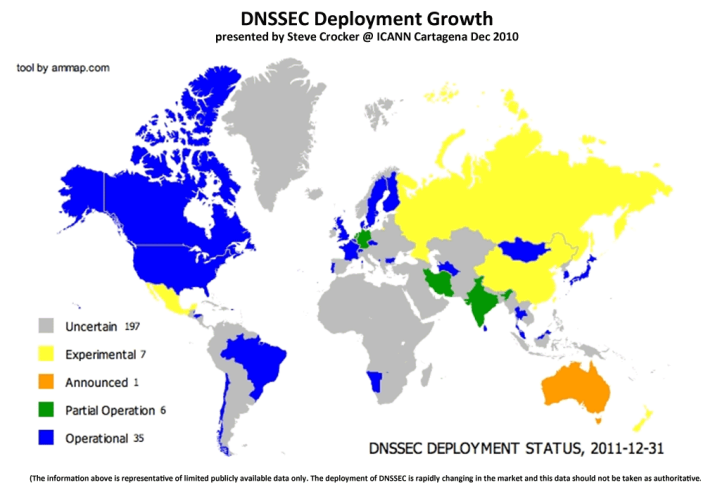 DNSSEC Deployment Growth
presented by Steve Crocker @ ICANN Cartagena Dec 2010
tool by ammap.com
Uncertain 197
Experimental 7
Announced 1
Partial Operation 6
Operational 35
DNSSEC DEPLOYMENT STATUS, 2011-12-31
(The information above is representative of limited publicly available data only. The deployment of DNSSEC is rapidly changing in the market and this data should not be taken as authoritative.